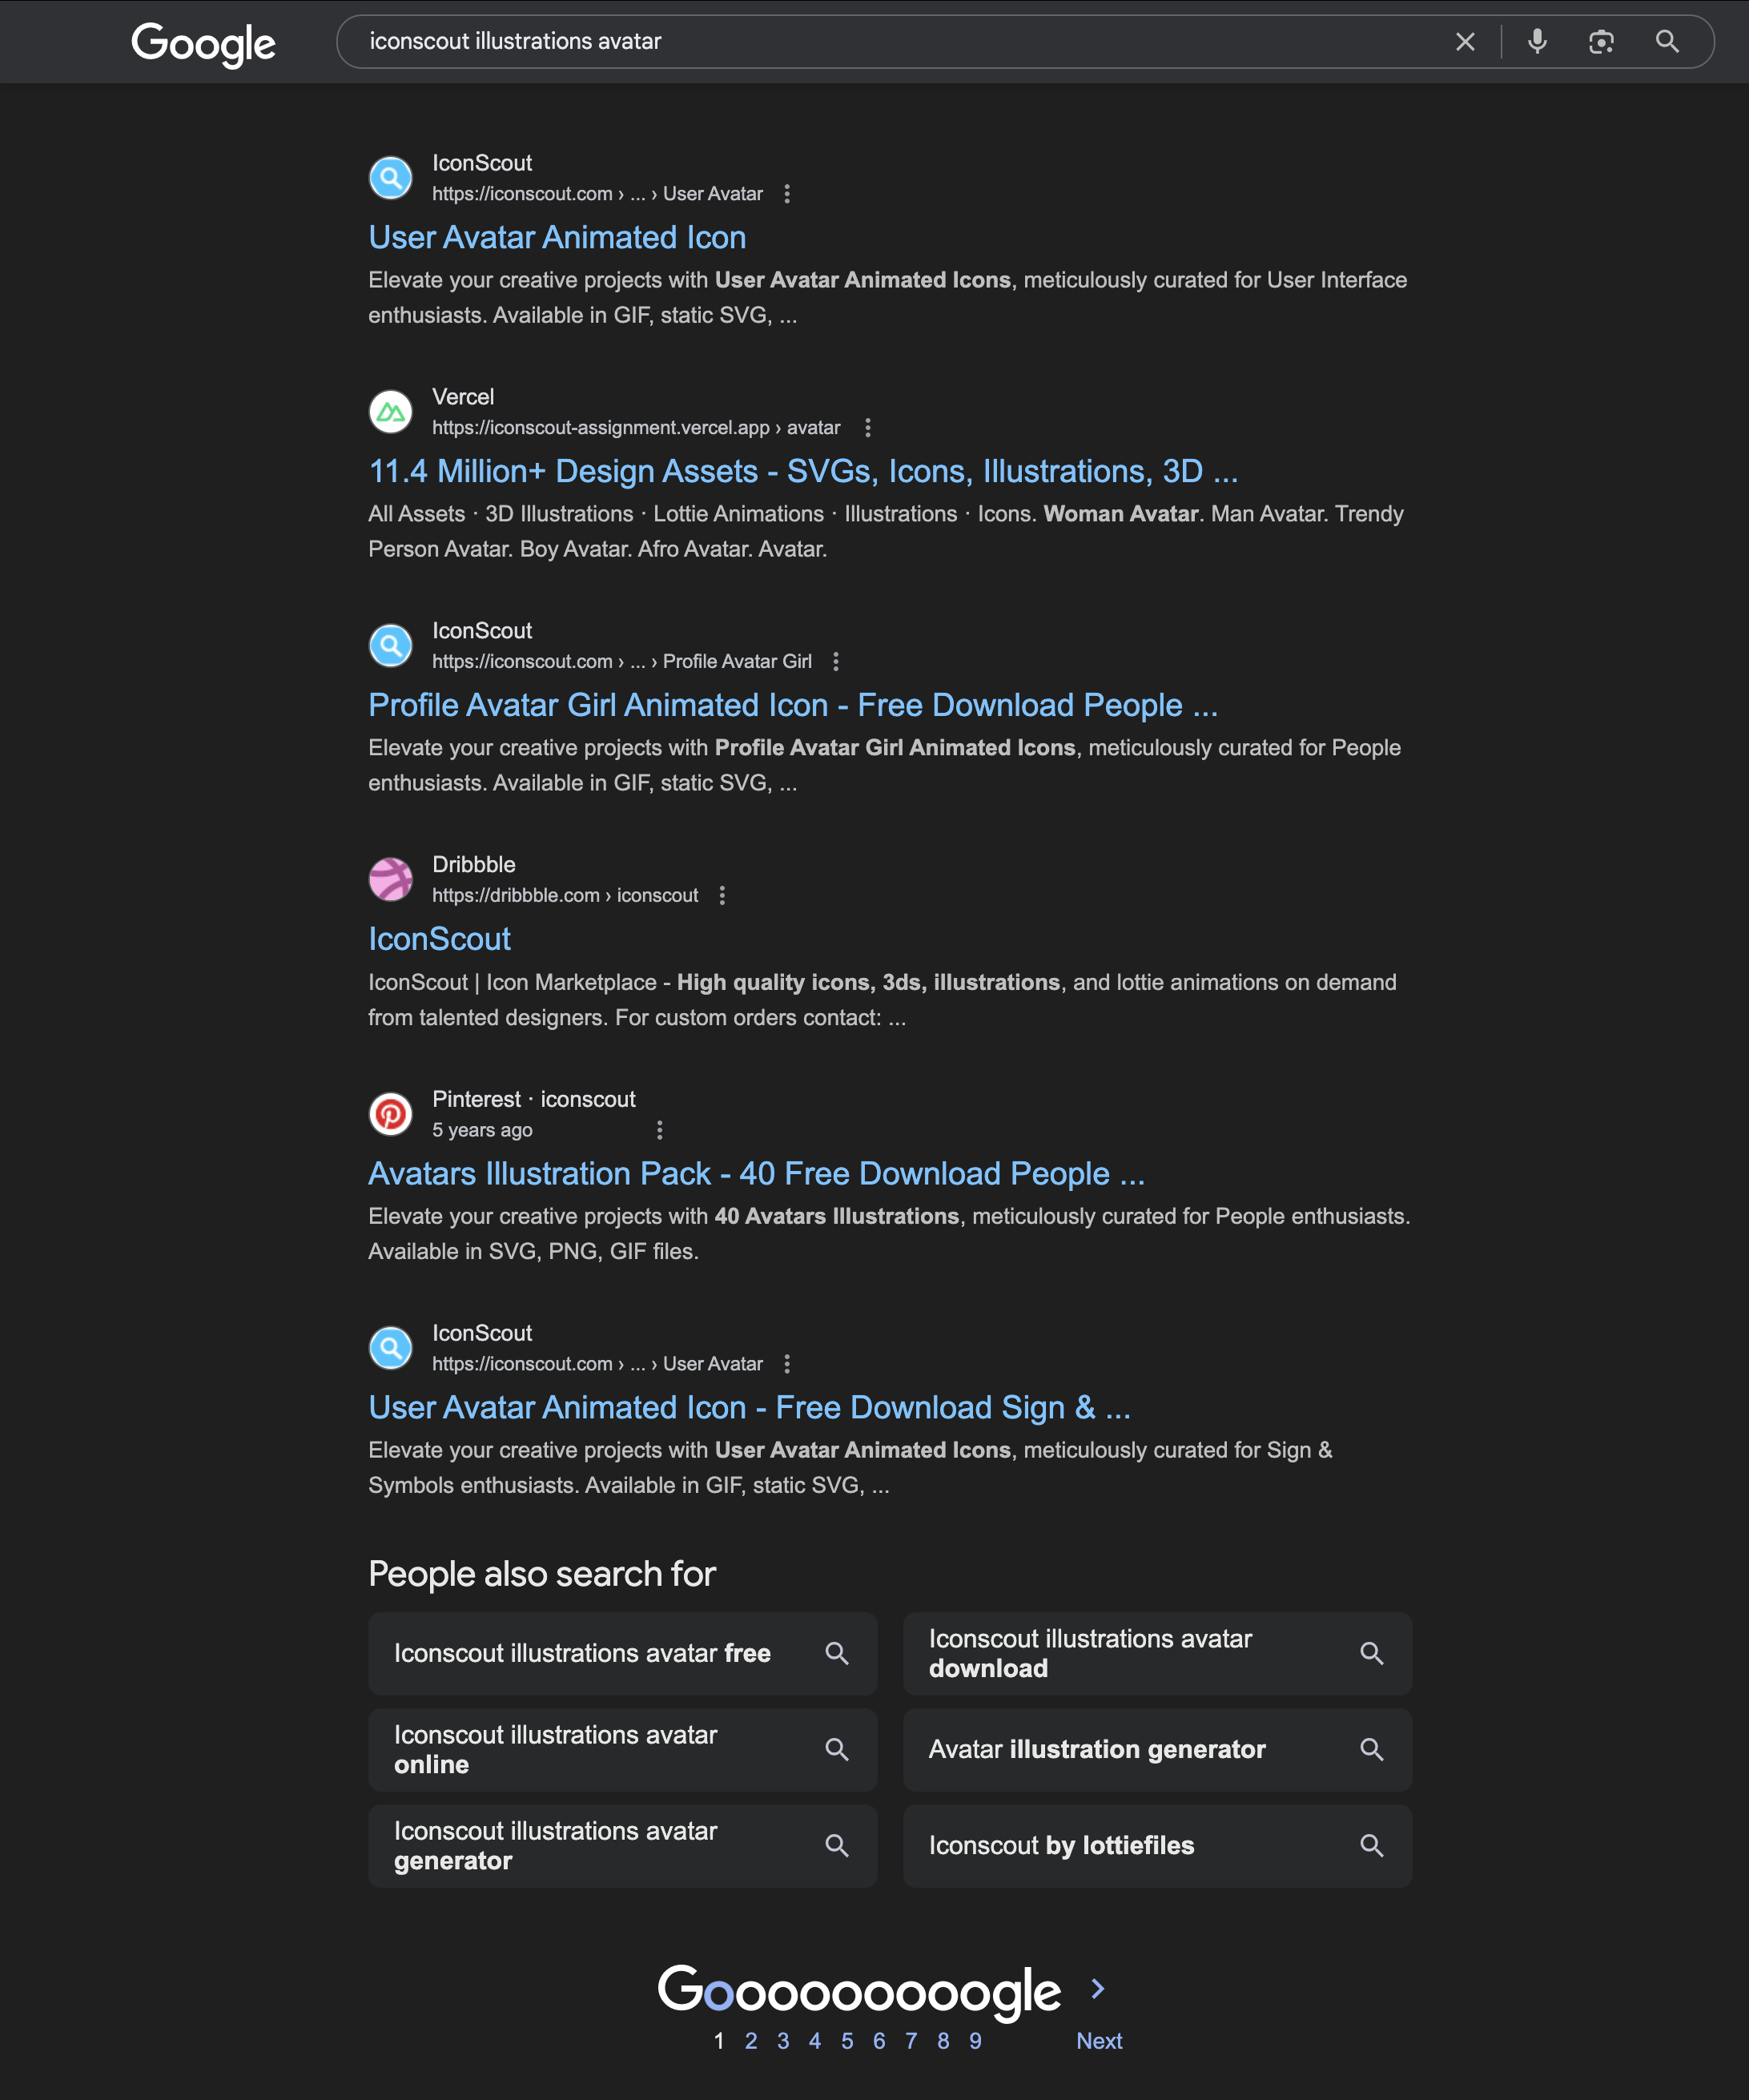 Google
iconscout illustrations avatar
IconScout
https://iconscout.com › ... › User Avatar
User Avatar Animated Icon
Elevate your creative projects with User Avatar Animated Icons, meticulously curated for User Interface
enthusiasts. Available in GIF, static SVG, ...
Vercel
https://iconscout-assignment.vercel.app › avatar
11.4 Million+ Design Assets - SVGs, Icons, Illustrations, 3D ...
All Assets · 3D Illustrations · Lottie Animations · Illustrations · Icons. Woman Avatar. Man Avatar. Trendy
Person Avatar. Boy Avatar. Afro Avatar. Avatar.
IconScout
https://iconscout.com › ... › Profile Avatar Girl
Profile Avatar Girl Animated Icon - Free Download People ...
Elevate your creative projects with Profile Avatar Girl Animated Icons, meticulously curated for People
enthusiasts. Available in GIF, static SVG, ...
Dribbble
https://dribbble.com › iconscout
IconScout
IconScout | Icon Marketplace - High quality icons, 3ds, illustrations, and lottie animations on demand
from talented designers. For custom orders contact: ...
Pinterest · iconscout
5 years ago
Avatars Illustration Pack - 40 Free Download People ...
Elevate your creative projects with 40 Avatars Illustrations, meticulously curated for People enthusiasts.
Available in SVG, PNG, GIF files.
IconScout
https://iconscout.com › ... › User Avatar
User Avatar Animated Icon - Free Download Sign & ...
Elevate your creative projects with User Avatar Animated Icons, meticulously curated for Sign &
Symbols enthusiasts. Available in GIF, static SVG, ...
People also search for
Iconscout illustrations avatar free
Iconscout illustrations avatar
download
Iconscout illustrations avatar
online
Avatar illustration generator
Iconscout illustrations avatar
generator
Iconscout by lottiefiles
Gooooooooogle
1 2 3 4 5 6 7 8 9 Next